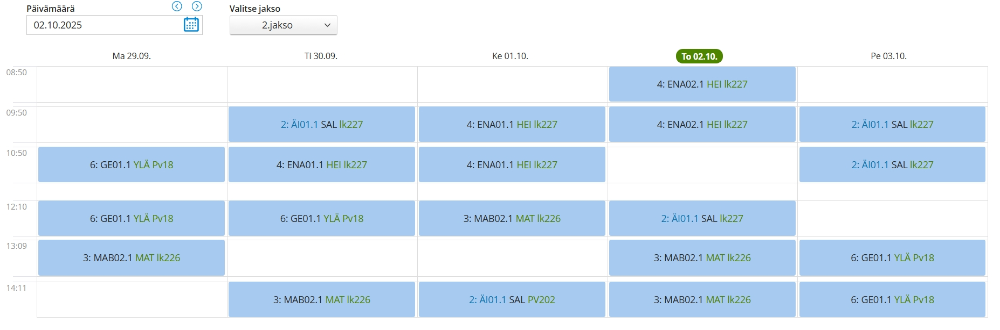 Päivämäärä
Valitse jakso
02.10.2025
2.jakso
Ma 29.09.
Ti 30.09.
Ke 01.10.
To 02.10.
Pe 03.10.
08:50
4: ENA02.1 HEI lk227
09:50
2: ÄI01.1 SAL lk227
4: ENA01.1 HEI lk227
4: ENA02.1 HEI lk227
2: ÄI01.1 SAL lk227
10:50
6: GE01.1 YLÄ Pv18
4: ENA01.1 HEI lk227
4: ENA01.1 HEI lk227
2: ÄI01.1 SAL lk227
12:10
6: GE01.1 YLÄ Pv18
6: GE01.1 YLÄ Pv18
3: MAB02.1 MAT lk226
2: ÄI01.1 SAL lk227
13:09
3: MAB02.1 MAT lk226
3: MAB02.1 MAT lk226
6: GE01.1 YLÄ Pv18
14:11
3: MAB02.1 MAT lk226
2: ÄI01.1 SAL PV202
3: MAB02.1 MAT lk226
6: GE01.1 YLÄ Pv18